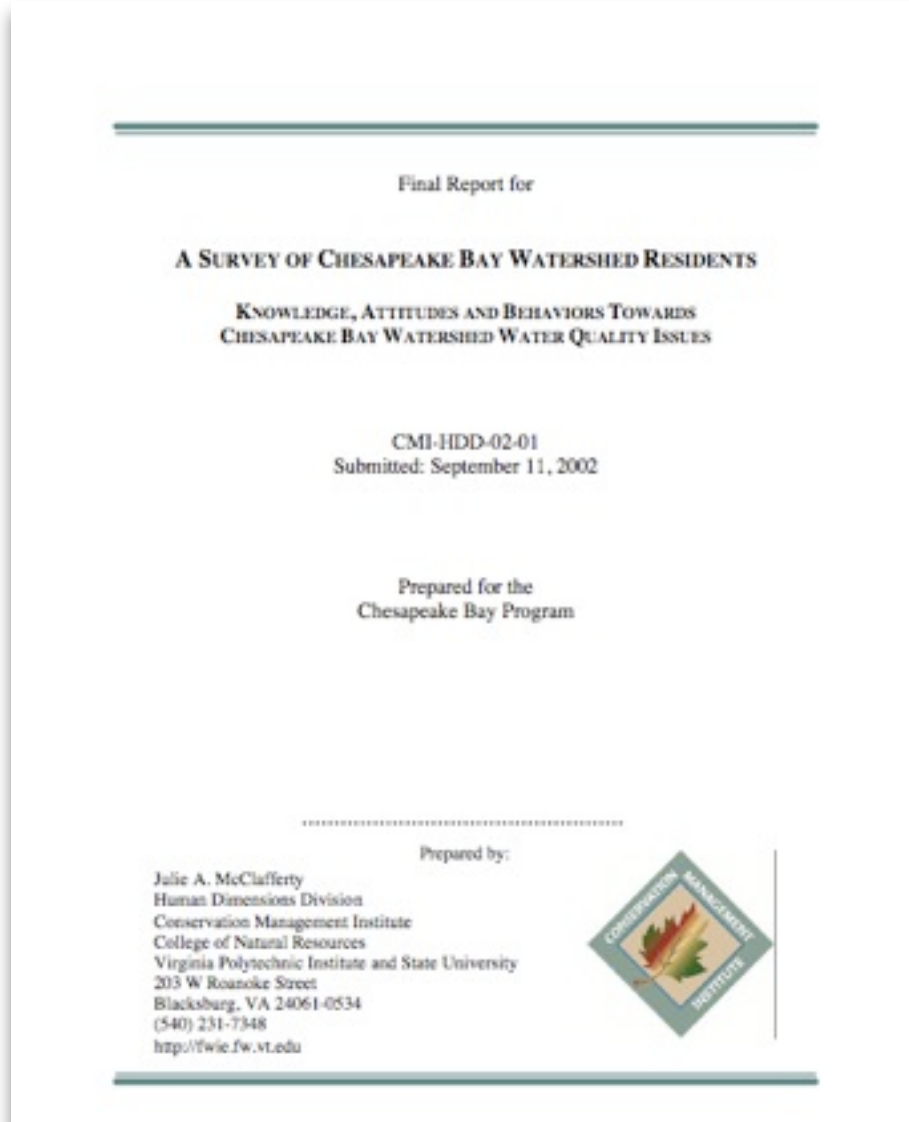 Final Report for
A SURVEY OF CHESAPEAKE BAY WATERSHED RESIDENTS
KNOWLEDGE, ATTITUDES AND BEHAVIORS TOWARDS
CHESAPEAKE BAY WATERSHED WATER QUALITY ISSUES
CMI-HDD-02-01
Submitted: September 11, 2002
Prepared for the
Chesapeake Bay Program
Prepared by:
Julie A. McClafferty
Human Dimensions Division
Conservation Management Institute
College of Natural Resources
Virginia Polytechnic Institute and State University
203 W Roanoke Street
Blacksburg, VA 24061-0534
(540) 231-7348
http://fwie.fw.vt.edu
CONSERVATION
MANAGEMENT
INSTITUTE